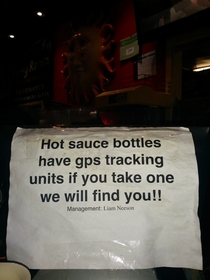 Hot sauce bottles
have gps tracking
units if you take one
we will find you!!
Management: Liam Neeson